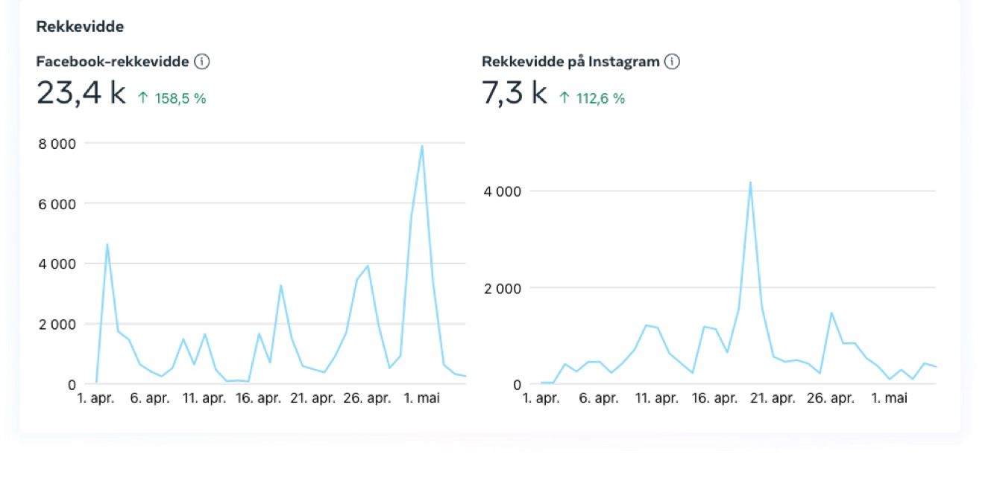 Rekkevidde
Facebook-rekkevidde
23,4 k ↑ 158,5 %
8 000
6 000
4 000
2 000
0
1. apr. 6. apr. 11. apr. 16. apr. 21. apr. 26. apr. 1. mai
Rekkevidde på Instagram
7,3 k ↑ 112,6 %
4 000
2 000
0
1. apr. 6. apr. 11. apr. 16. apr. 21. apr. 26. apr. 1. mai